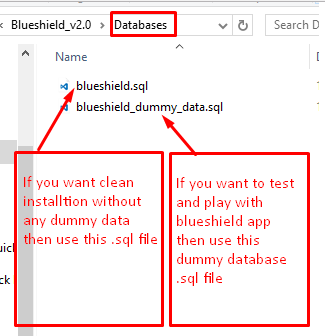 Blueshield_v2.0 > Databases
Search D
Name
blueshield.sql
blueshield_dummy_data.sql
If you want clean
installtion without
any dummy data
then use this .sql file
If you want to test
and play with
blueshield app
then use this
dummy database
.sql file